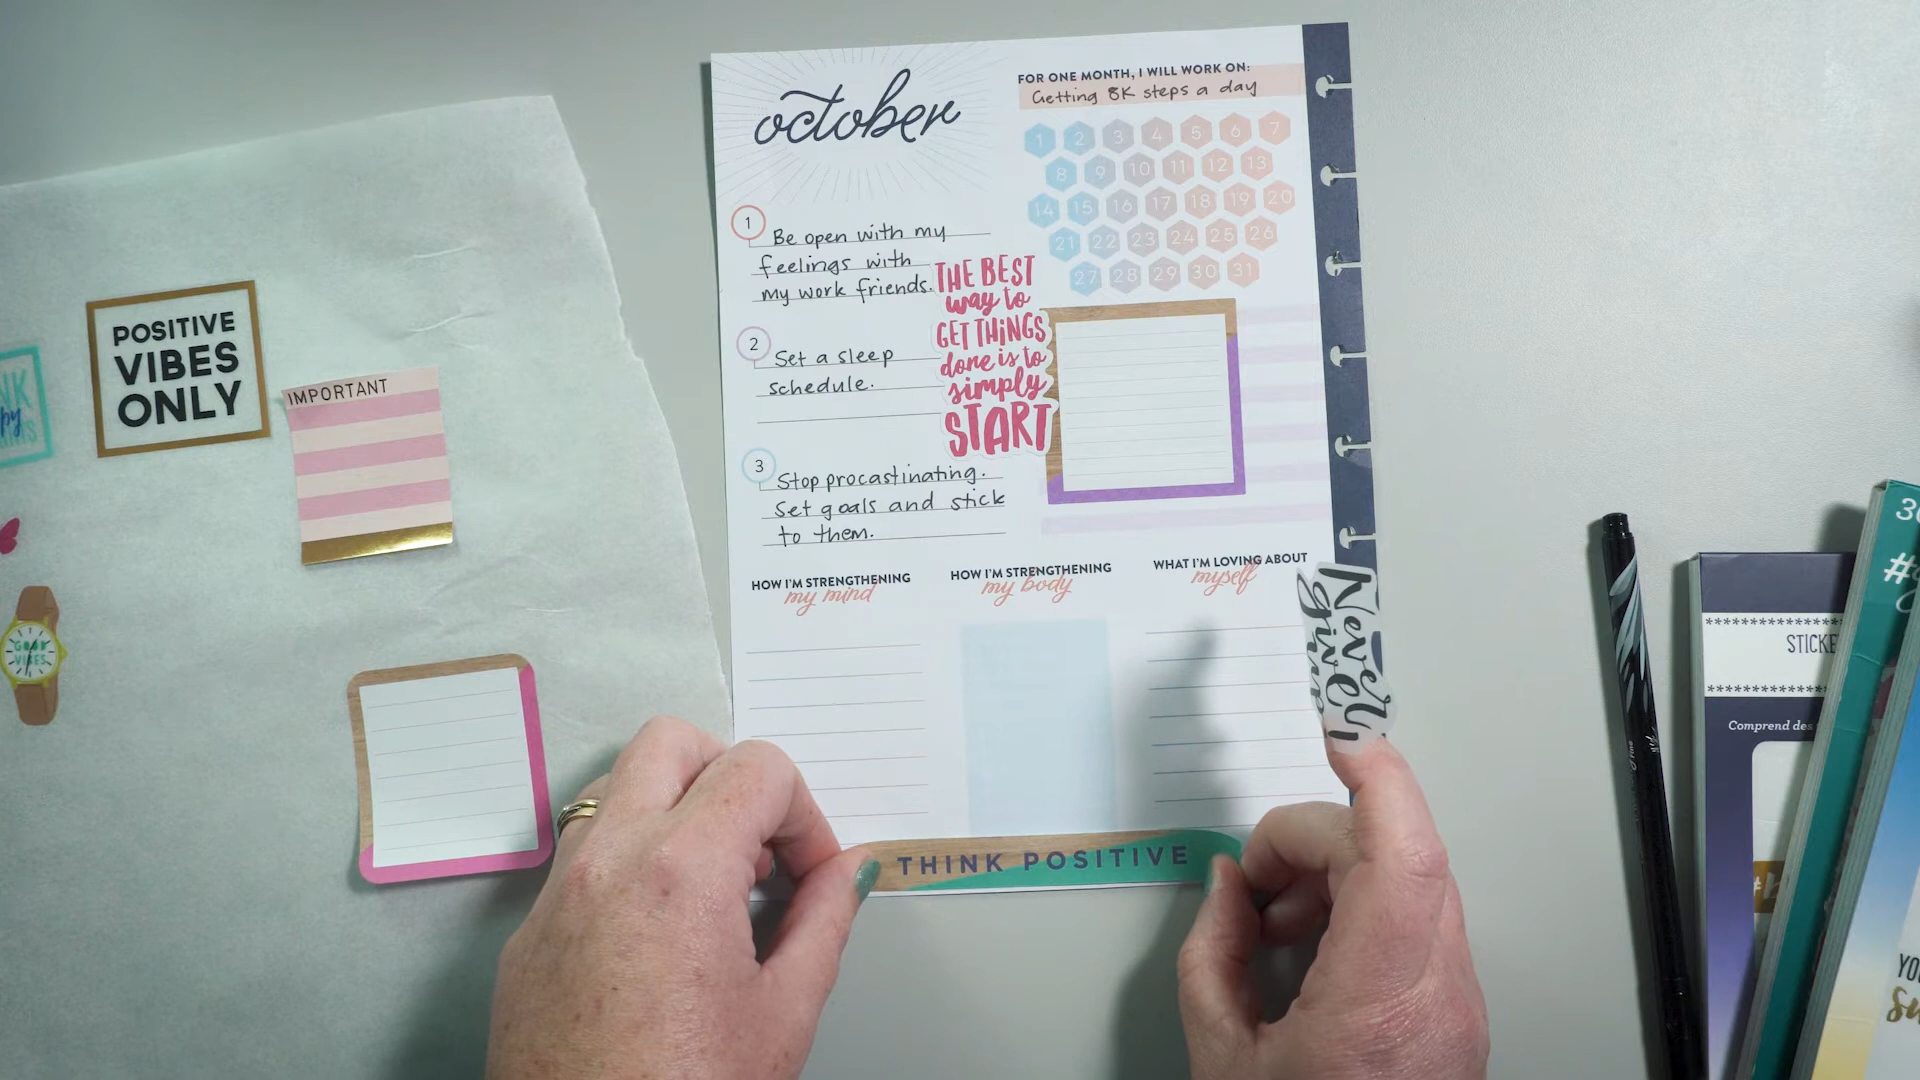 october
FOR ONE MONTH, I WILL WORK ON:
Getting 8K steps a day
1 2 3 4 5 6 7
8 9 10 11 12 13
14 15 16 17 18 19 20
21 22 23 24 25 26
27 28 29 30 31
1
Be open with my
feelings with
my work friends.
2
Set a sleep
schedule.
3
Stop procastinating.
Set goals and stick
to them.
THE BEST
way to
GET THINGS
done is to
simply
START
HOW I'M STRENGTHENING
my mind
HOW I'M STRENGTHENING
my body
WHAT I'M LOVING ABOUT
myself
Never
give
up
THINK POSITIVE
POSITIVE
VIBES
ONLY
IMPORTANT
GOOD
VIBES
STICKE
Comprend des
30